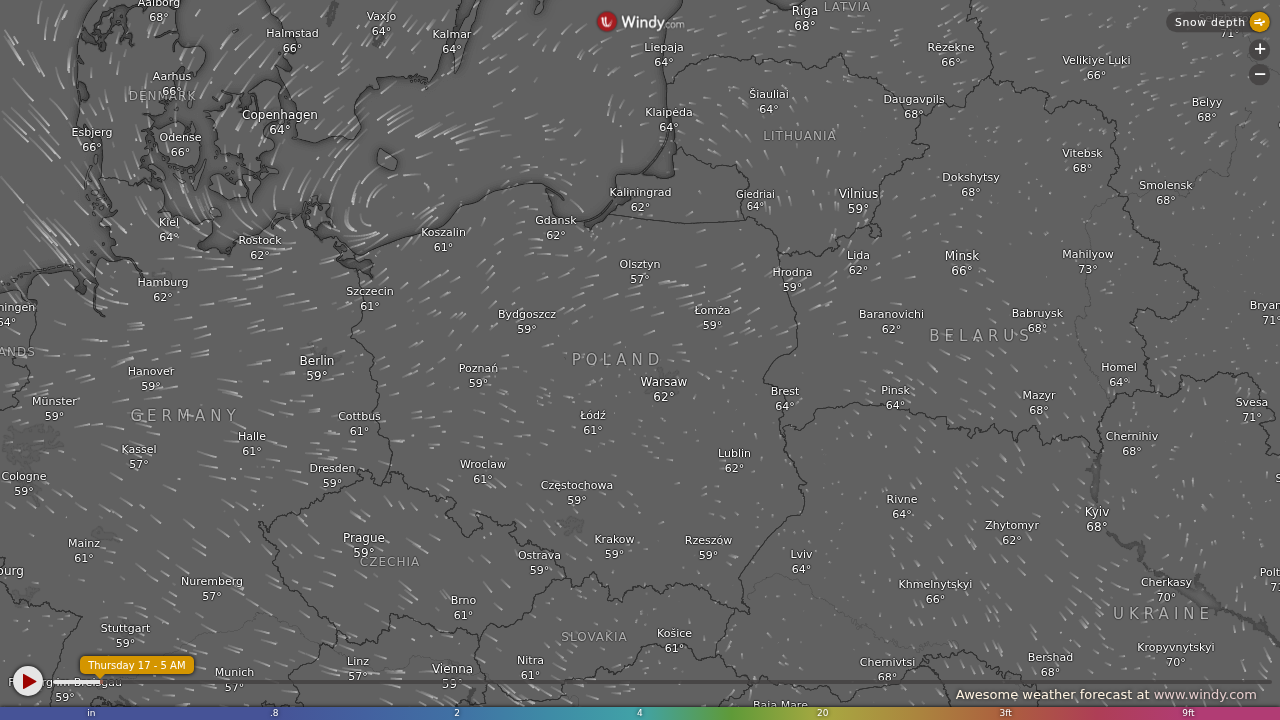 Aalborg
68°
Vaxjo
64°
Halmstad
66°
Kalmar
64°
Windy.com
Riga
68°
LATVIA
Snow depth
71°
+
−
Liepaja
64°
Rēzekne
66°
Velikiye Luki
66°
Aarhus
66°
DENMARK
Šiauliai
64°
Daugavpils
68°
Belyy
68°
Copenhagen
64°
Klaipėda
64°
LITHUANIA
Esbjerg
66°
Odense
66°
Vitebsk
68°
Dokshytsy
68°
Smolensk
68°
Kaliningrad
62°
Giedriai
64°
Vilnius
59°
Kiel
64°
Rostock
62°
Koszalin
61°
Gdansk
62°
Lida
62°
Minsk
66°
Mahilyow
73°
Olsztyn
57°
Hrodna
59°
Hamburg
62°
Szczecin
61°
Bydgoszcz
59°
Łomża
59°
Baranovichi
62°
Babruysk
68°
BELARUS
POLAND
Berlin
59°
Hanover
59°
Poznań
59°
Warsaw
62°
Brest
64°
Pinsk
64°
Homel
64°
Mazyr
68°
Svesa
71°
Münster
59°
GERMANY
Cottbus
61°
Łódź
61°
Halle
61°
Kassel
57°
Chernihiv
68°
Lublin
62°
Cologne
59°
Dresden
59°
Wroclaw
61°
Częstochowa
59°
Rivne
64°
Kyiv
68°
Zhytomyr
62°
Mainz
61°
Prague
59°
CZECHIA
Ostrava
59°
Krakow
59°
Rzeszów
59°
Lviv
64°
Nuremberg
57°
Brno
61°
Khmelnytskyi
66°
Cherkasy
70°
UKRAINE
Stuttgart
59°
SLOVAKIA
Košice
61°
Kropyvnytskyi
70°
Thursday 17 - 5 AM
Linz
57°
Nitra
61°
Chernivtsi
68°
Bershad
68°
Munich
57°
Vienna
59°
59°
Awesome weather forecast at www.windy.com
Baia Mare
in
.8
2
4
20
3ft
9ft